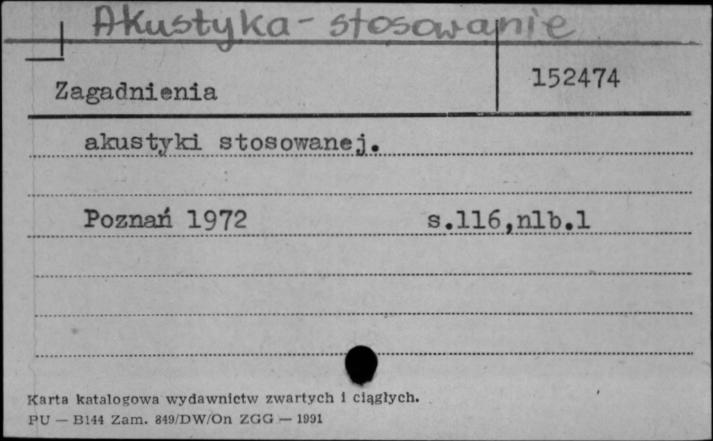 Akustyka - stosowanie
Zagadnienia
152474
akustyki stosowanej.
Poznań 1972 s.116,nlb.1
Karta katalogowa wydawnictw zwartych i ciągłych.
PU — B144 Zam. 849/DW/On ZGG — 1991